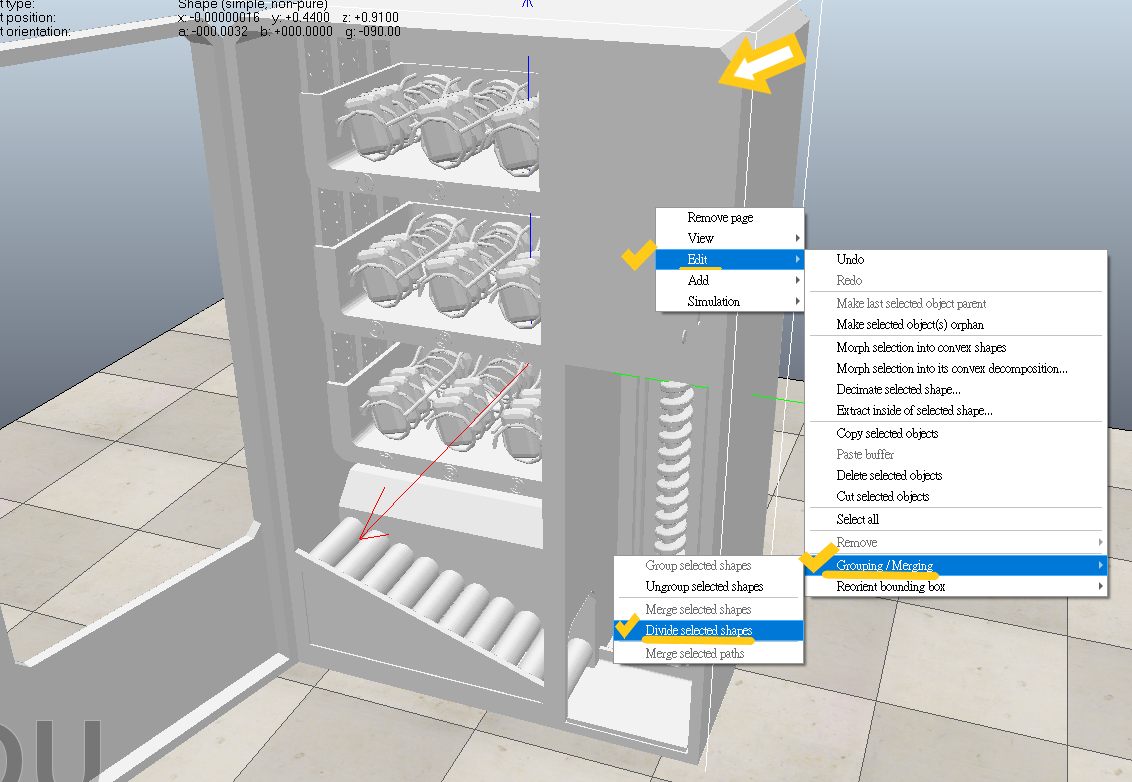 t type:
Shape (simple, non-pure)
t position:
x: -0.00000016 y: +0.4400 z: +0.9100
t orientation:
a: -000.0032 b: +000.0000 g: -090.00
Remove page
View
Edit
Add
Simulation
Undo
Redo
Make last selected object parent
Make selected object(s) orphan
Morph selection into convex shapes
Morph selection into its convex decomposition...
Decimate selected shape...
Extract inside of selected shape...
Copy selected objects
Paste buffer
Delete selected objects
Cut selected objects
Select all
Remove
Grouping / Merging
Reorient bounding box
Group selected shapes
Ungroup selected shapes
Merge selected shapes
Divide selected shapes
Merge selected paths